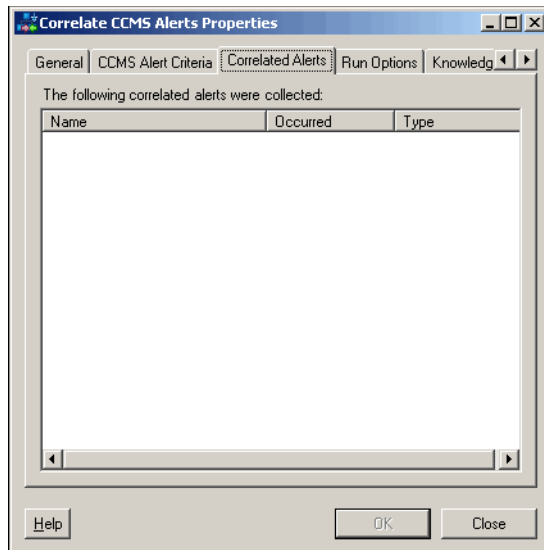 Correlate CCMS Alerts Properties
General CCMS Alert Criteria Correlated Alerts Run Options Knowledg
The following correlated alerts were collected:
Name Occurred Type
Help OK Close